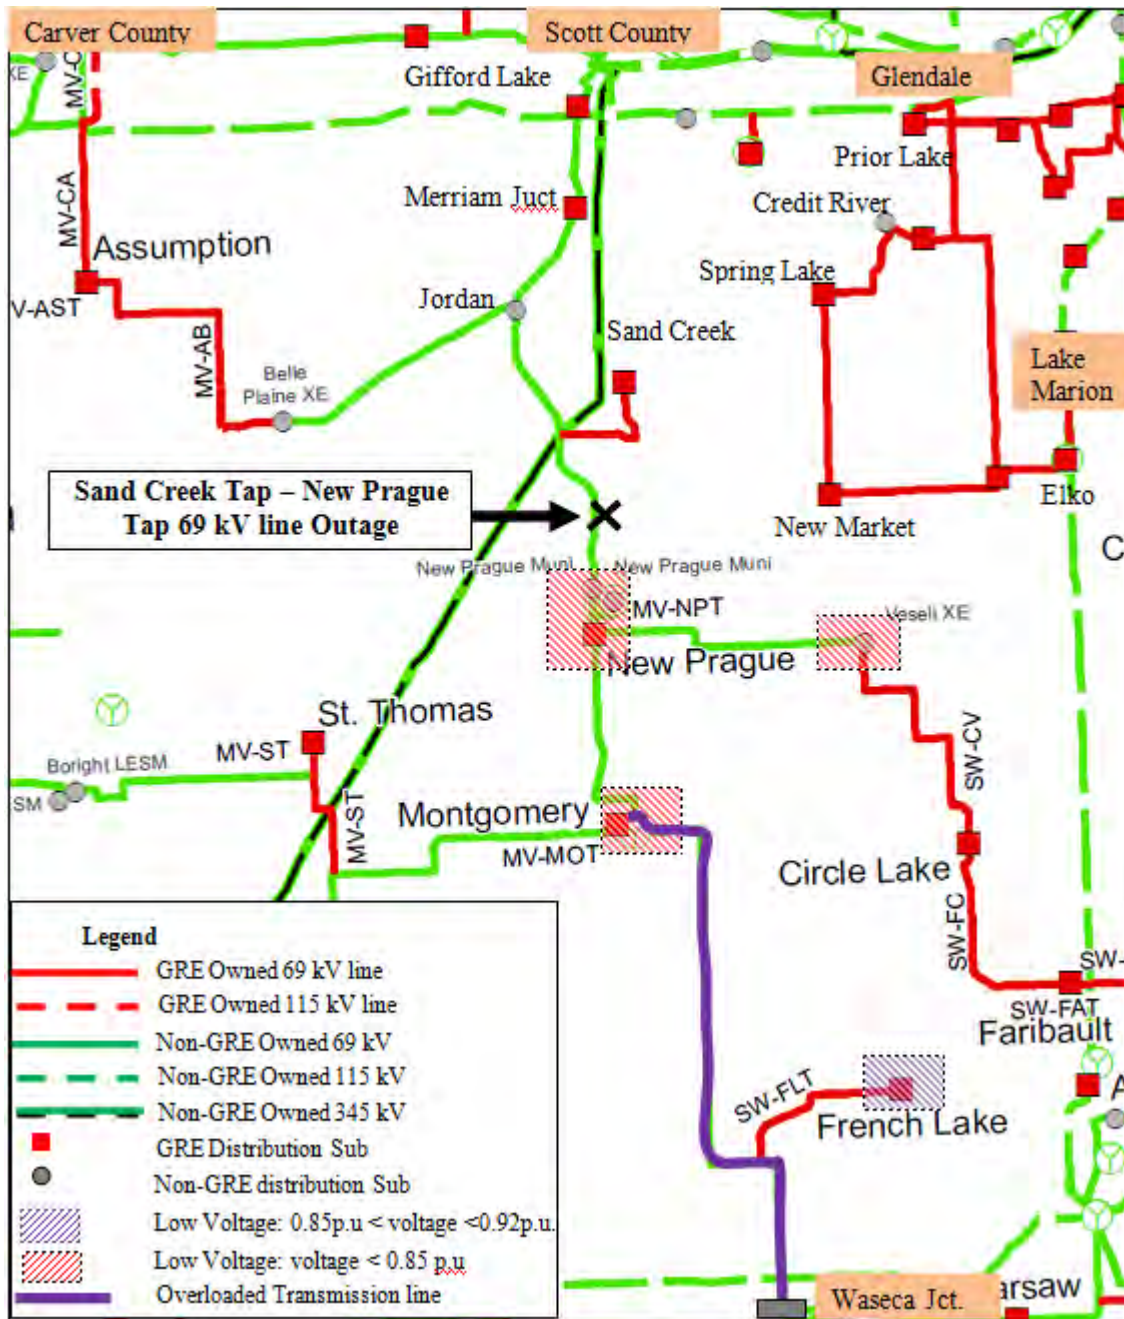 Carver County
Scott County
Gifford Lake
Glendale
XE
MV-C
Prior Lake
Merriam Juct
Credit River
MV-CA
Assumption
Spring Lake
Jordan
V-AST
Sand Creek
MV-AB
Belle
Plaine XE
Lake
Marion
Sand Creek Tap – New Prague
Tap 69 kV line Outage
Elko
New Market
C
New Prague Muni
New Prague Muni
MV-NPT
Veseli XE
New Prague
St. Thomas
MV-ST
SW-CV
Boright LESM
SM
MV-ST
Montgomery
MV-MOT
Circle Lake
SW-FC
SW-
SW-FAT
Faribault
SW-FLT
French Lake
A
Legend
GRE Owned 69 kV line
GRE Owned 115 kV line
Non-GRE Owned 69 kV
Non-GRE Owned 115 kV
Non-GRE Owned 345 kV
GRE Distribution Sub
Non-GRE distribution Sub
Low Voltage: 0.85p.u < voltage <0.92p.u.
Low Voltage: voltage < 0.85 p.u
Overloaded Transmission line
Waseca Jct.
arsaw